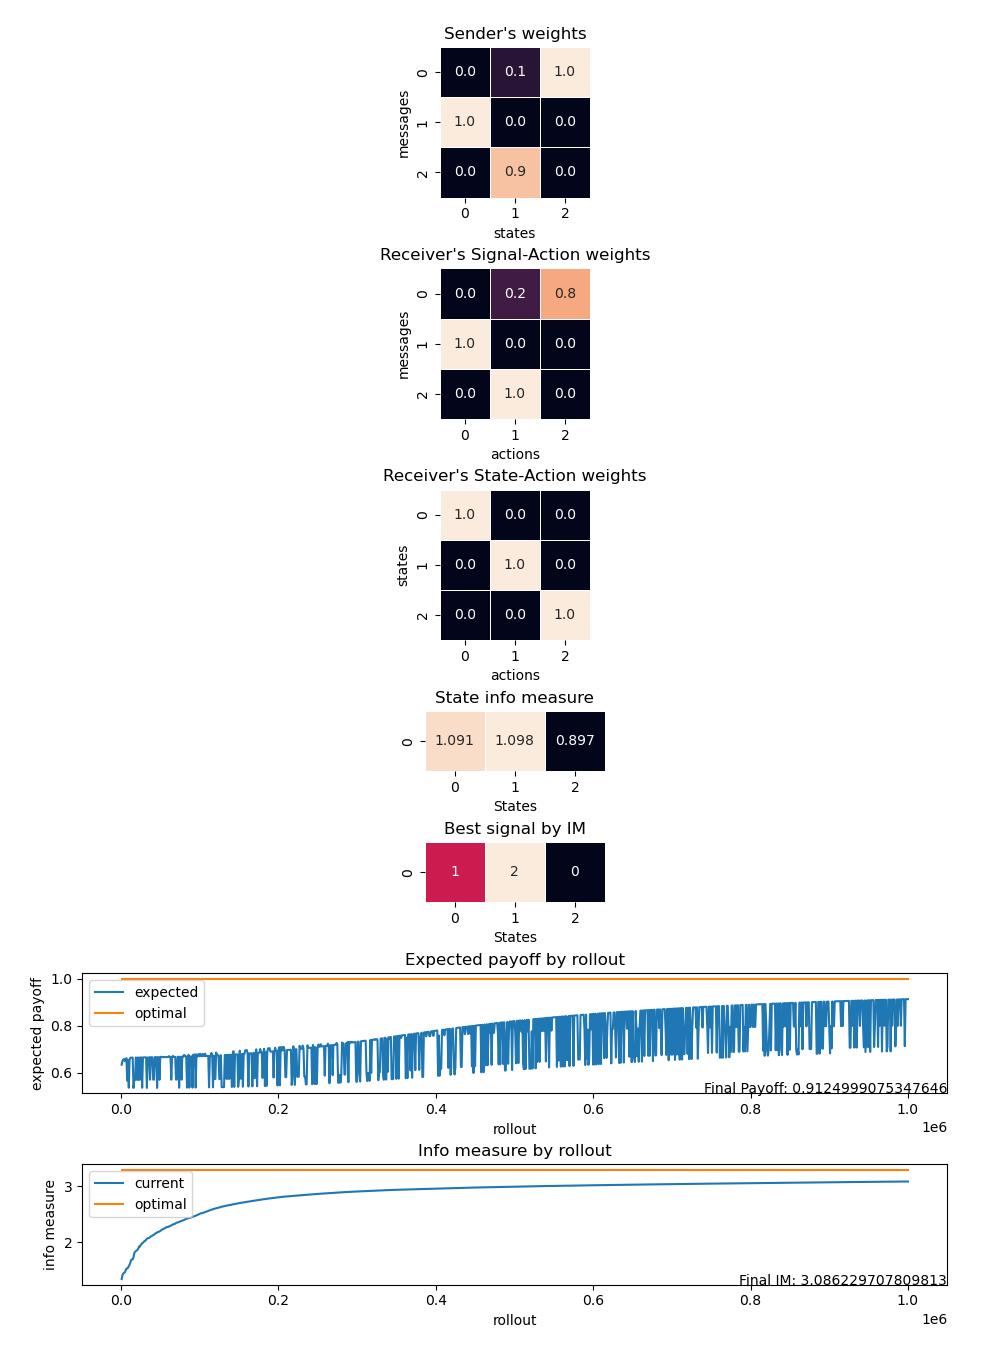 Sender's weights
messages
0 0.0 0.1 1.0
1 1.0 0.0 0.0
2 0.0 0.9 0.0
0 1 2
states
Receiver's Signal-Action weights
messages
0 0.0 0.2 0.8
1 1.0 0.0 0.0
2 0.0 1.0 0.0
0 1 2
actions
Receiver's State-Action weights
states
0 1.0 0.0 0.0
1 0.0 1.0 0.0
2 0.0 0.0 1.0
0 1 2
actions
State info measure
0 1.091 1.098 0.897
0 1 2
States
Best signal by IM
0 1 2 0
0 1 2
States
Expected payoff by rollout
expected payoff
1.0
0.8
0.6
expected
optimal
Final Payoff: 0.9124999075347646
0.0 0.2 0.4 0.6 0.8 1.0
1e6
rollout
Info measure by rollout
info measure
3
2
current
optimal
Final IM: 3.086229707809813
0.0 0.2 0.4 0.6 0.8 1.0
1e6
rollout